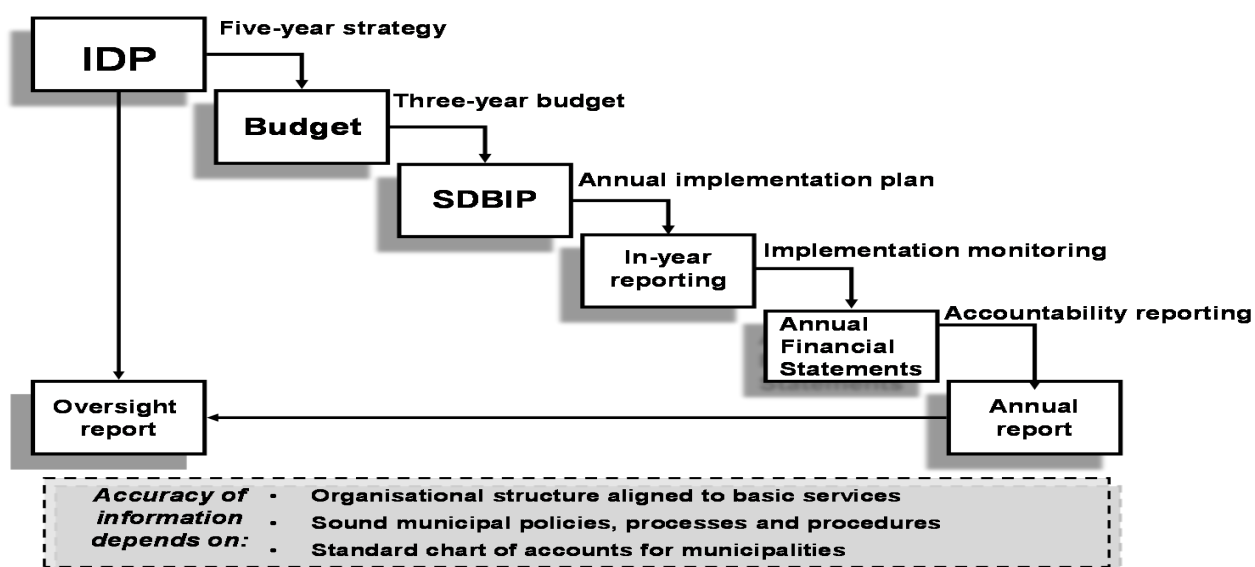 IDP
Five-year strategy
Budget
Three-year budget
SDBIP
Annual implementation plan
In-year
reporting
Implementation monitoring
Annual
Financial
Statements
Accountability reporting
Oversight
report
Annual
report
Accuracy of
information
depends on:
• Organisational structure aligned to basic services
• Sound municipal policies, processes and procedures
• Standard chart of accounts for municipalities